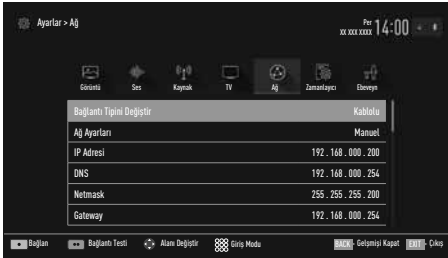 Ayarlar > Ağ
Per
xx xxx xxxx 14:00
Görüntü Ses Kaynak TV Ağ Zamanlayıcı Ebeveyn
Bağlantı Tipini Değiştir Kablolu
Ağ Ayarları Manuel
IP Adresi 192 . 168 . 000 . 200
DNS 192 . 168 . 000 . 254
Netmask 255 . 255 . 255 . 200
Gateway 192 . 168 . 000 . 254
Bağlan Bağlantı Testi Alanı Değiştir Giriş Modu BACK - Gelşmişi Kapat EXIT - Çıkış